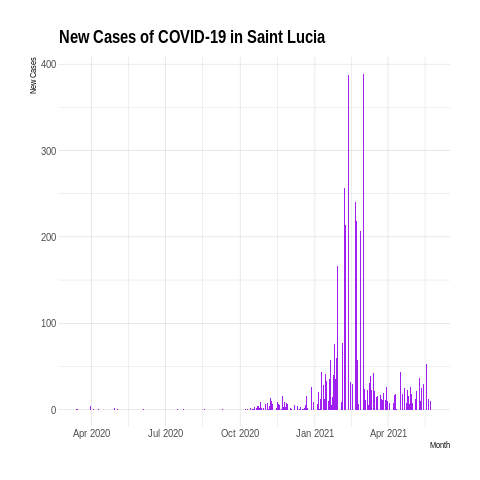 New Cases of COVID-19 in Saint Lucia
New Cases
400
300
200
100
0
Apr 2020 Jul 2020 Oct 2020 Jan 2021 Apr 2021
Month